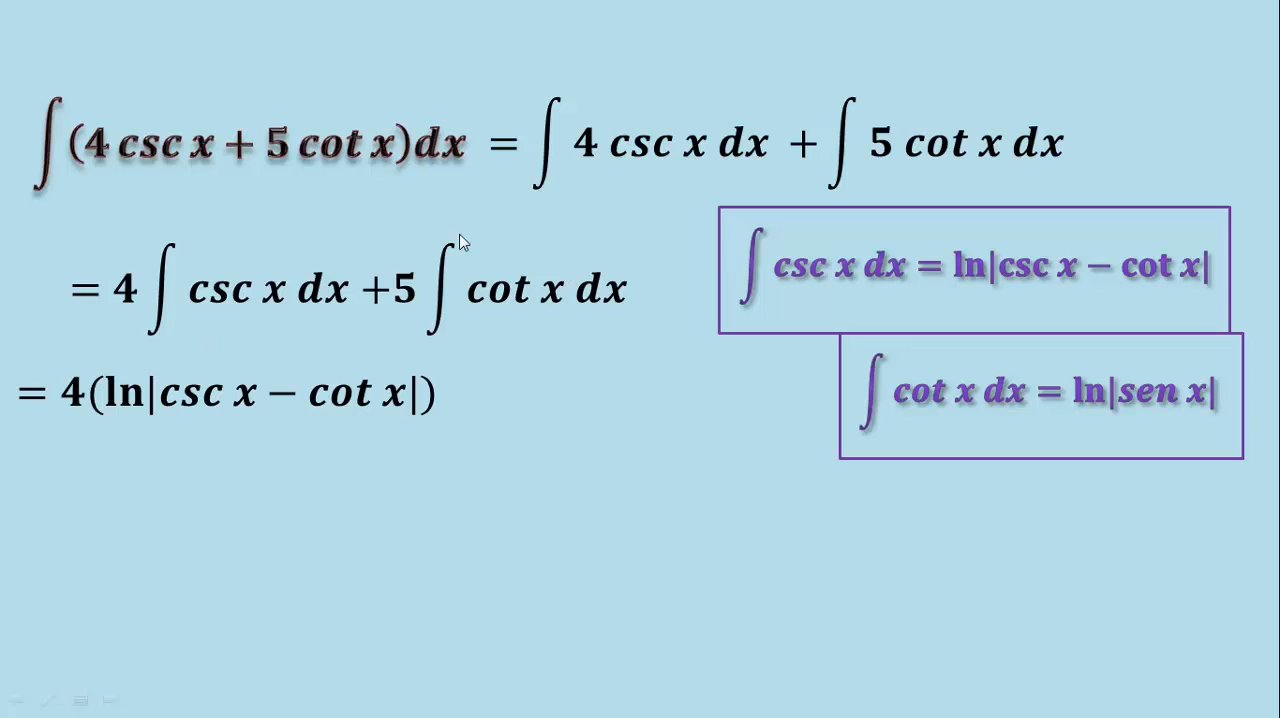 ∫(4 csc x + 5 cot x)dx = ∫ 4 csc x dx + ∫ 5 cot x dx
= 4 ∫ csc x dx +5 ∫ cot x dx
∫ csc x dx = ln|csc x − cot x|
= 4(ln|csc x − cot x|)
∫ cot x dx = ln|sen x|